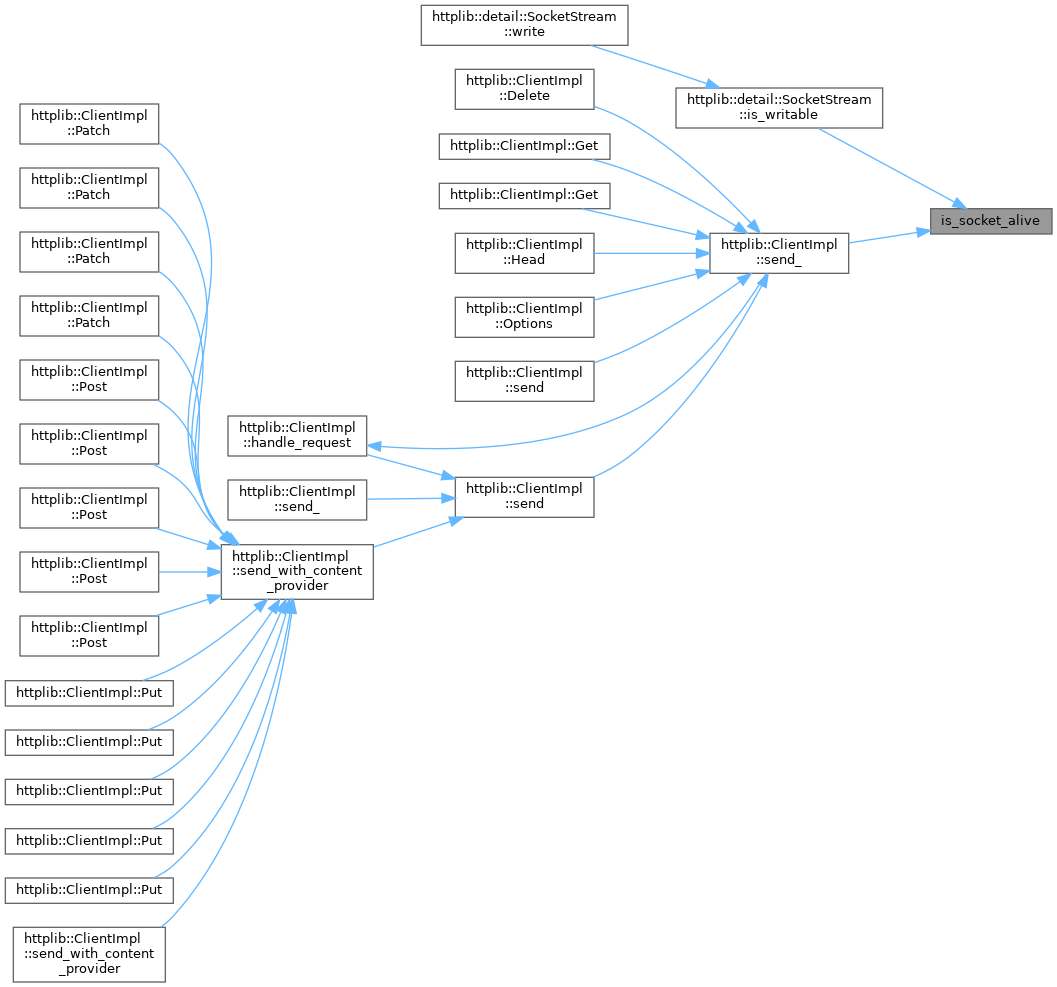 httplib::detail::SocketStream
::write
httplib::ClientImpl
::Delete
httplib::detail::SocketStream
::is_writable
httplib::ClientImpl
::Patch
httplib::ClientImpl::Get
httplib::ClientImpl
::Patch
httplib::ClientImpl::Get
is_socket_alive
httplib::ClientImpl
::Patch
httplib::ClientImpl
::Head
httplib::ClientImpl
::send_
httplib::ClientImpl
::Patch
httplib::ClientImpl
::Options
httplib::ClientImpl
::Post
httplib::ClientImpl
::send
httplib::ClientImpl
::Post
httplib::ClientImpl
::handle_request
httplib::ClientImpl
::Post
httplib::ClientImpl
::send_
httplib::ClientImpl
::send
httplib::ClientImpl
::Post
httplib::ClientImpl
::send_with_content
_provider
httplib::ClientImpl
::Post
httplib::ClientImpl::Put
httplib::ClientImpl::Put
httplib::ClientImpl::Put
httplib::ClientImpl::Put
httplib::ClientImpl::Put
httplib::ClientImpl
::send_with_content
_provider